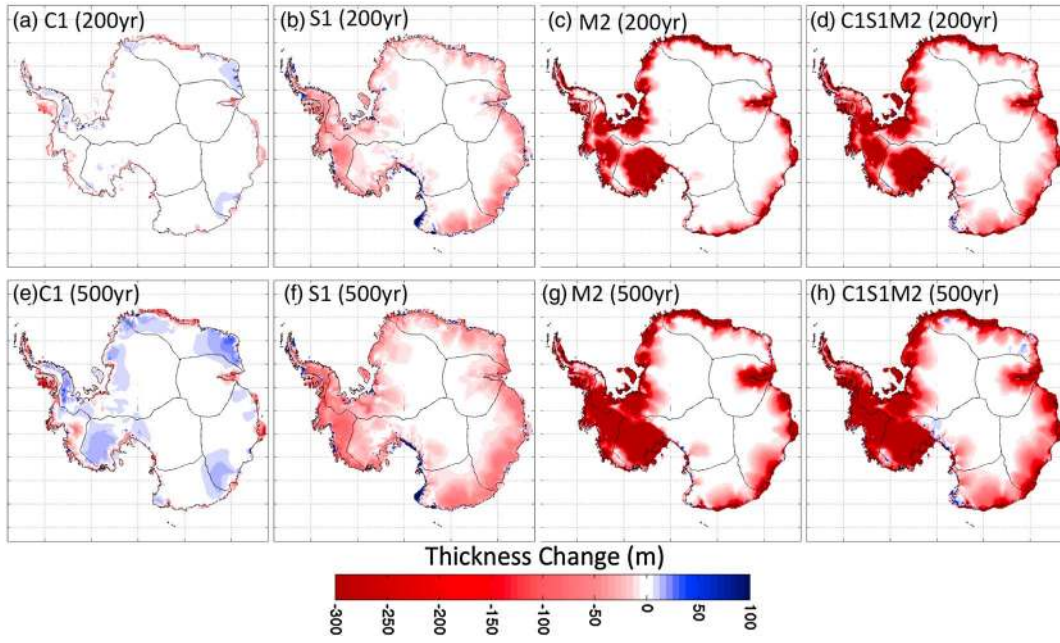 (a) C1 (200yr)
(b) S1 (200yr)
(c) M2 (200yr)
(d) C1S1M2 (200yr)
(e)C1 (500yr)
(f) S1 (500yr)
(g) M2 (500yr)
(h) C1S1M2 (500yr)
Thickness Change (m)
-300
-250
-200
-150
-100
-50
0
50
100